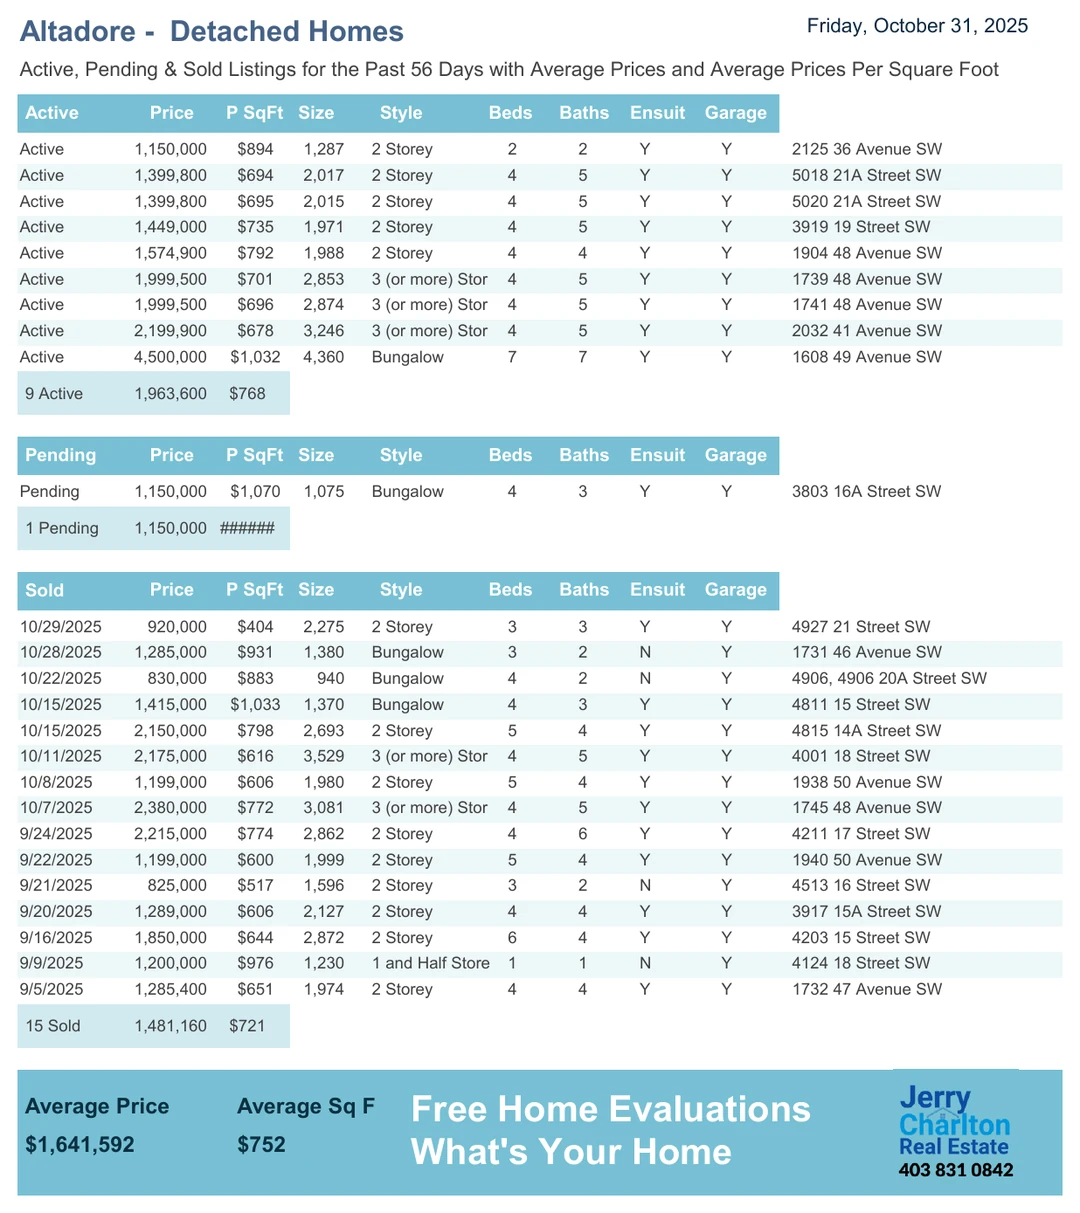 Altadore - Detached Homes
Friday, October 31, 2025
Active, Pending & Sold Listings for the Past 56 Days with Average Prices and Average Prices Per Square Foot
Active Price P SqFt Size Style Beds Baths Ensuit Garage
Active 1,150,000 $894 1,287 2 Storey 2 2 Y Y 2125 36 Avenue SW
Active 1,399,800 $694 2,017 2 Storey 4 5 Y Y 5018 21A Street SW
Active 1,399,800 $695 2,015 2 Storey 4 5 Y Y 5020 21A Street SW
Active 1,449,000 $735 1,971 2 Storey 4 5 Y Y 3919 19 Street SW
Active 1,574,900 $792 1,988 2 Storey 4 4 Y Y 1904 48 Avenue SW
Active 1,999,500 $701 2,853 3 (or more) Stor 4 5 Y Y 1739 48 Avenue SW
Active 1,999,500 $696 2,874 3 (or more) Stor 4 5 Y Y 1741 48 Avenue SW
Active 2,199,900 $678 3,246 3 (or more) Stor 4 5 Y Y 2032 41 Avenue SW
Active 4,500,000 $1,032 4,360 Bungalow 7 7 Y Y 1608 49 Avenue SW
9 Active 1,963,600 $768
Pending Price P SqFt Size Style Beds Baths Ensuit Garage
Pending 1,150,000 $1,070 1,075 Bungalow 4 3 Y Y 3803 16A Street SW
1 Pending 1,150,000 ######
Sold Price P SqFt Size Style Beds Baths Ensuit Garage
10/29/2025 920,000 $404 2,275 2 Storey 3 3 Y Y 4927 21 Street SW
10/28/2025 1,285,000 $931 1,380 Bungalow 3 2 N Y 1731 46 Avenue SW
10/22/2025 830,000 $883 940 Bungalow 4 2 N Y 4906, 4906 20A Street SW
10/15/2025 1,415,000 $1,033 1,370 Bungalow 4 3 Y Y 4811 15 Street SW
10/15/2025 2,150,000 $798 2,693 2 Storey 5 4 Y Y 4815 14A Street SW
10/11/2025 2,175,000 $616 3,529 3 (or more) Stor 4 5 Y Y 4001 18 Street SW
10/8/2025 1,199,000 $606 1,980 2 Storey 5 4 Y Y 1938 50 Avenue SW
10/7/2025 2,380,000 $772 3,081 3 (or more) Stor 4 5 Y Y 1745 48 Avenue SW
9/24/2025 2,215,000 $774 2,862 2 Storey 4 6 Y Y 4211 17 Street SW
9/22/2025 1,199,000 $600 1,999 2 Storey 5 4 Y Y 1940 50 Avenue SW
9/21/2025 825,000 $517 1,596 2 Storey 3 2 N Y 4513 16 Street SW
9/20/2025 1,289,000 $606 2,127 2 Storey 4 4 Y Y 3917 15A Street SW
9/16/2025 1,850,000 $644 2,872 2 Storey 6 4 Y Y 4203 15 Street SW
9/9/2025 1,200,000 $976 1,230 1 and Half Store 1 1 N Y 4124 18 Street SW
9/5/2025 1,285,400 $651 1,974 2 Storey 4 4 Y Y 1732 47 Avenue SW
15 Sold 1,481,160 $721
Average Price Average Sq F
$1,641,592 $752
Free Home Evaluations
What's Your Home
Jerry
Charlton
Real Estate
403 831 0842